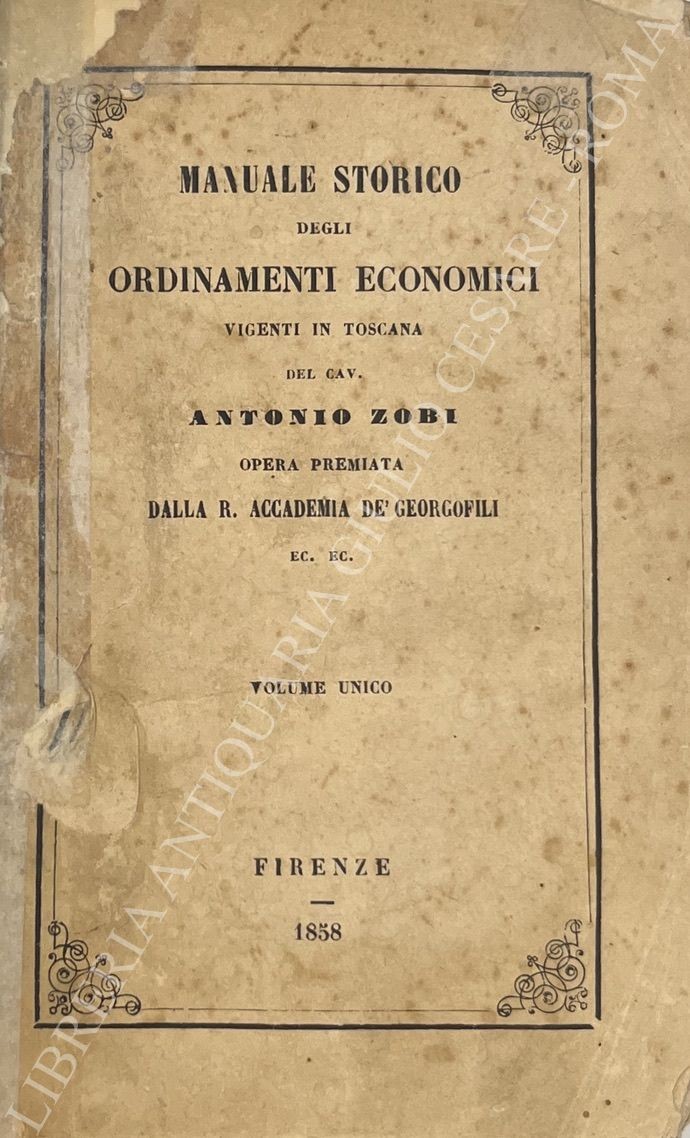 MANUALE STORICO
DEGLI
ORDINAMENTI ECONOMICI
VIGENTI IN TOSCANA
DEL CAV.
ANTONIO ZOBI
OPERA PREMIATA
DALLA R. ACCADEMIA DE' GEORGOFILI
EC. EC.
VOLUME UNICO
FIRENZE
1858
LIBRERIA ANTIQUARIA GIULIO CESARE - ROMA